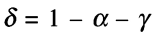 δ = 1 − α − γ